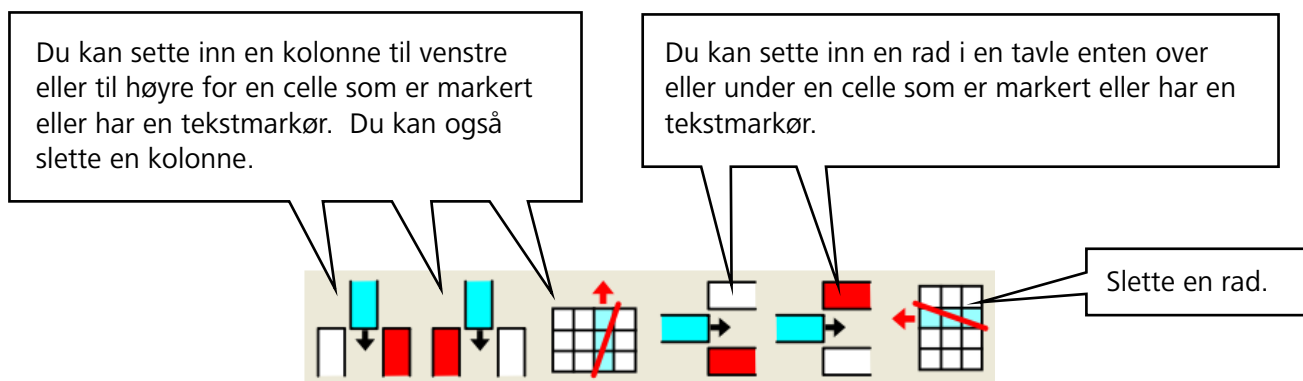 Du kan sette inn en kolonne til venstre
eller til høyre for en celle som er markert
eller har en tekstmarkør.  Du kan også
slette en kolonne.
Du kan sette inn en rad i en tavle enten over
eller under en celle som er markert eller har en
tekstmarkør.
Slette en rad.